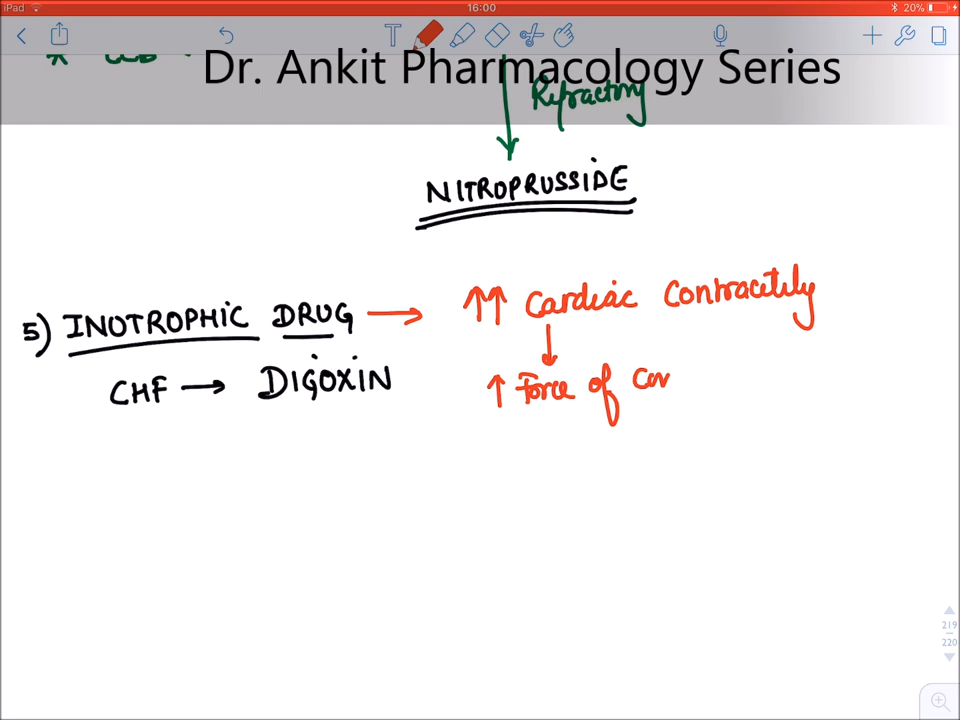 iPad 16:00 20%
T
Dr. Ankit Pharmacology Series
Refractory
NITROPRUSSIDE
5) INOTROPHIC DRUG → ↑↑ Cardiac Contractility
↓
CHF → DIGOXIN ↑ Force of Con
219
220